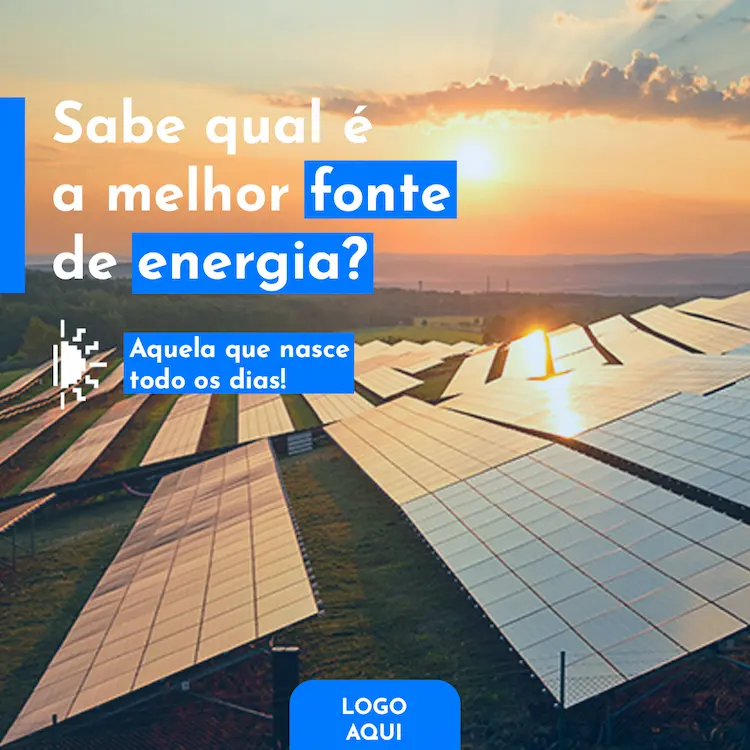 Sabe qual é
a melhor fonte
de energia?
Aquela que nasce
todo os dias!
LOGO
AQUI